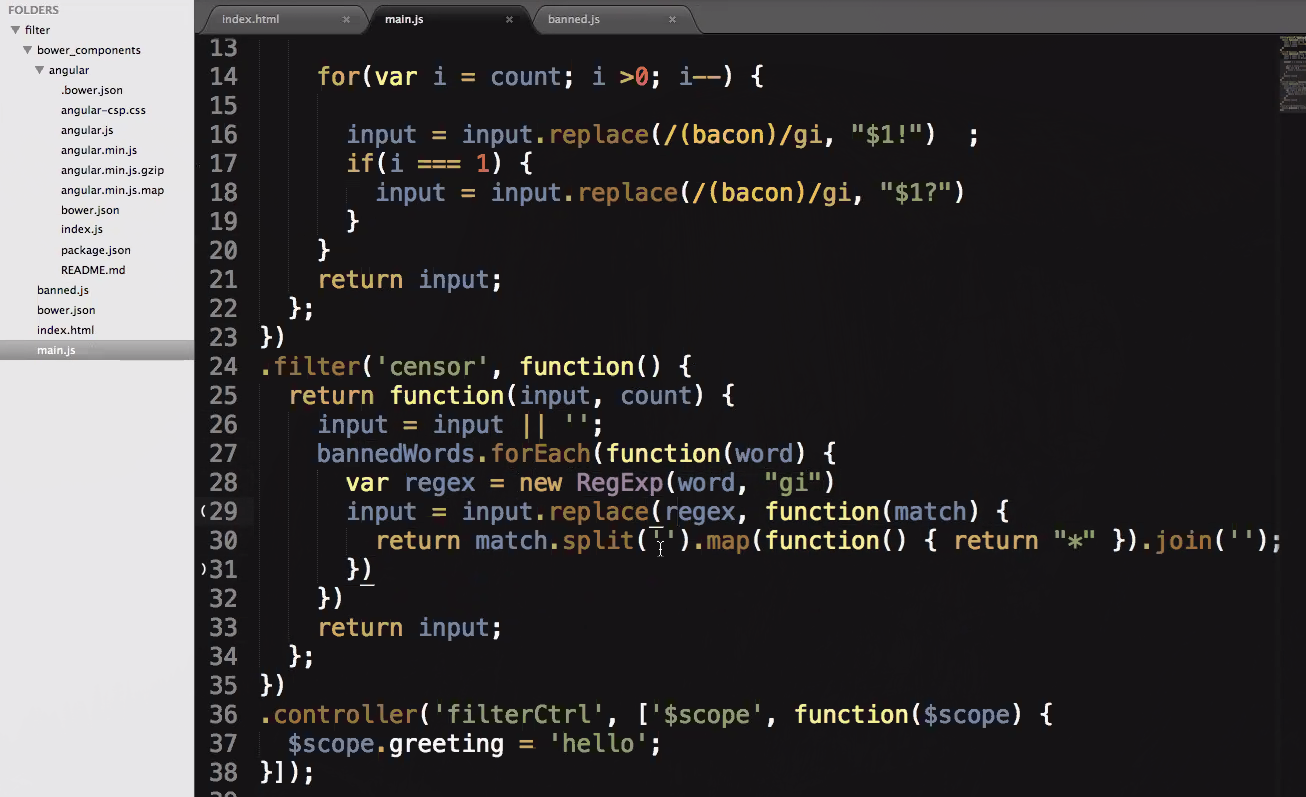 FOLDERS
filter
bower_components
angular
.bower.json
angular-csp.css
angular.js
angular.min.js
angular.min.js.gzip
angular.min.js.map
bower.json
index.js
package.json
README.md
banned.js
bower.json
index.html
main.js
index.html × main.js × banned.js ×
13
14 for(var i = count; i >0; i--) {
15
16 input = input.replace(/(bacon)/gi, "$1!")  ;
17 if(i === 1) {
18 input = input.replace(/(bacon)/gi, "$1?")
19 }
20 }
21 return input;
22 };
23 })
24 .filter('censor', function() {
25 return function(input, count) {
26 input = input || '';
27 bannedWords.forEach(function(word) {
28 var regex = new RegExp(word, "gi")
29 input = input.replace(regex, function(match) {
30 return match.split('').map(function() { return "*" }).join('');
31 })
32 })
33 return input;
34 };
35 })
36 .controller('filterCtrl', ['$scope', function($scope) {
37 $scope.greeting = 'hello';
38 }]);